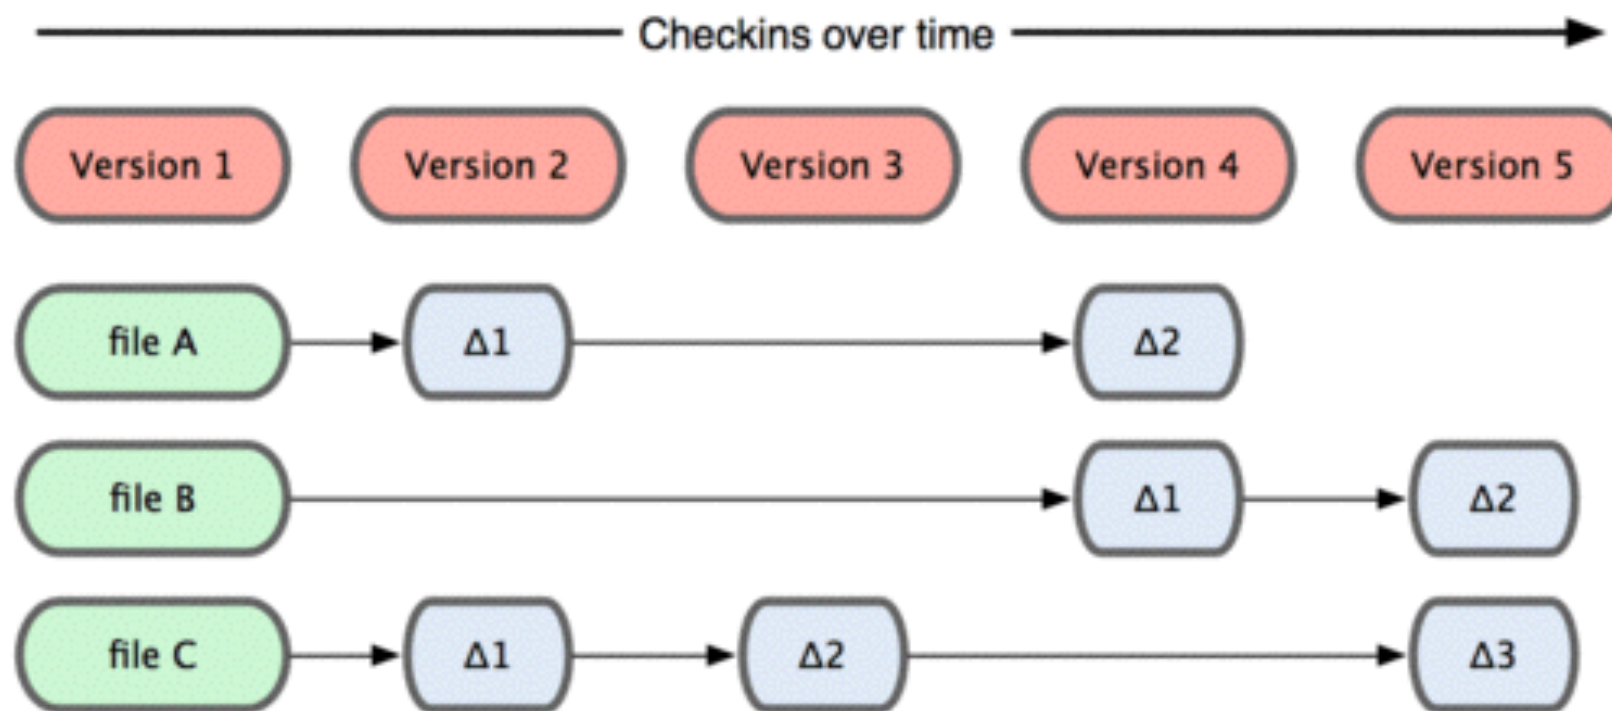 Checkins over time
Version 1 Version 2 Version 3 Version 4 Version 5
file A Δ1 Δ2
file B Δ1 Δ2
file C Δ1 Δ2 Δ3